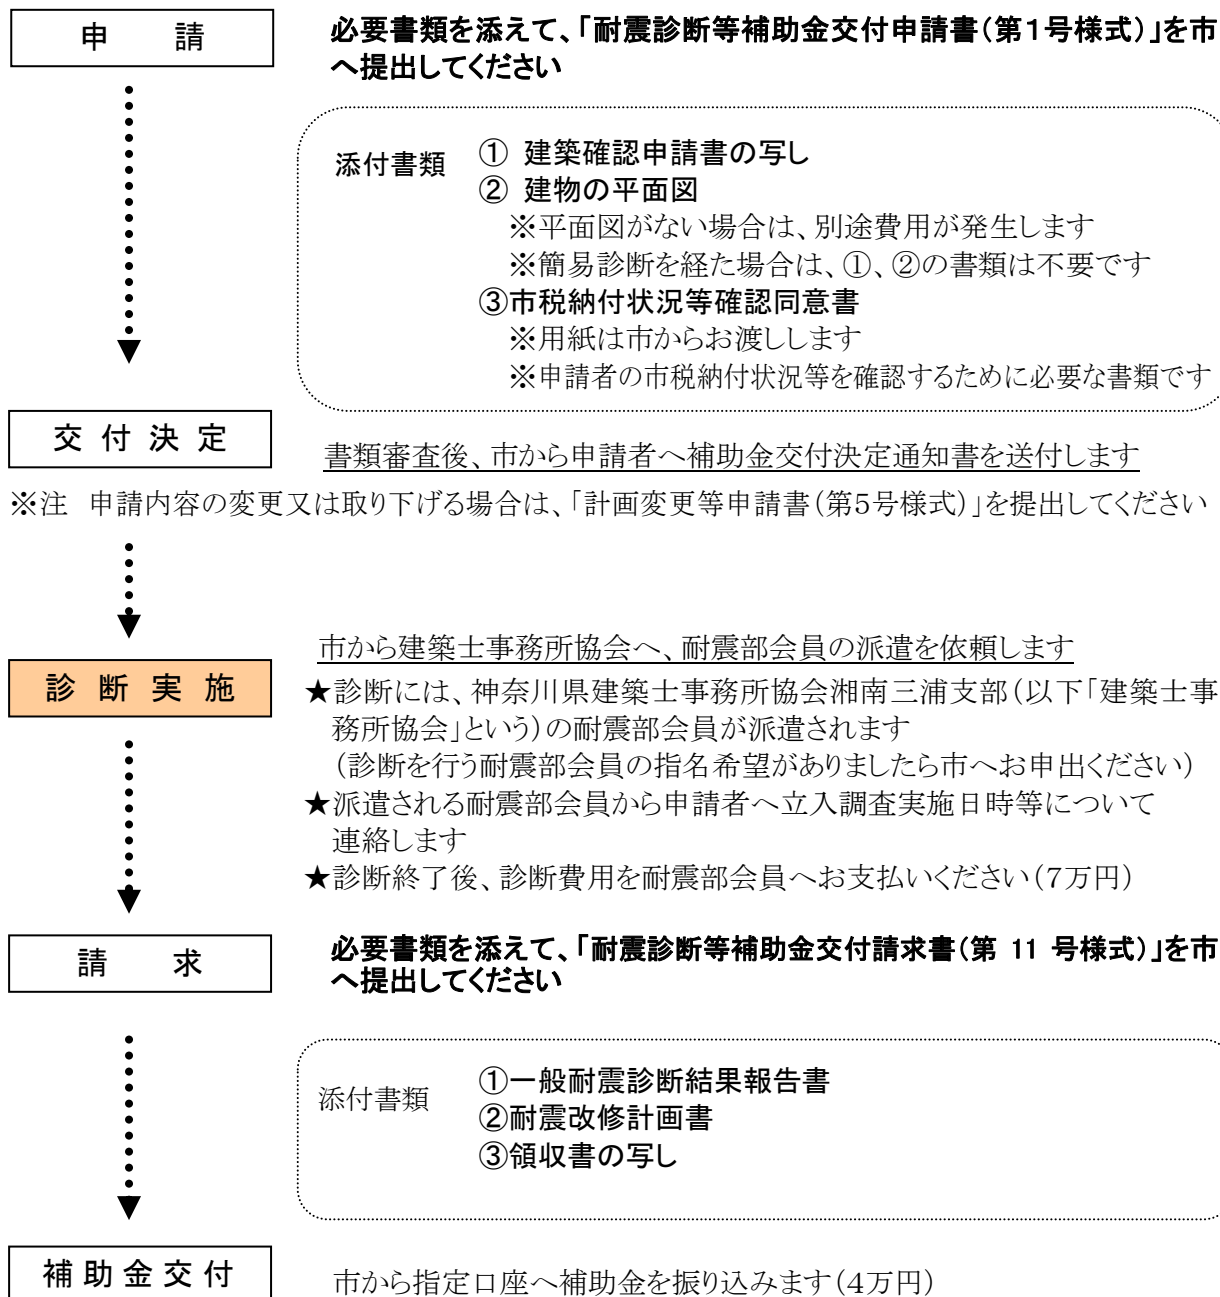 申 請
必要書類を添えて、「耐震診断等補助金交付申請書(第1号様式)」を市
へ提出してください
添付書類
① 建築確認申請書の写し
② 建物の平面図
※平面図がない場合は、別途費用が発生します
※簡易診断を経た場合は、①、②の書類は不要です
③市税納付状況等確認同意書
※用紙は市からお渡しします
※申請者の市税納付状況等を確認するために必要な書類です
交 付 決 定
書類審査後、市から申請者へ補助金交付決定通知書を送付します
※注 申請内容の変更又は取り下げる場合は、「計画変更等申請書(第5号様式)」を提出してください
診 断 実 施
市から建築士事務所協会へ、耐震部会員の派遣を依頼します
★診断には、神奈川県建築士事務所協会湘南三浦支部(以下「建築士事
務所協会」という)の耐震部会員が派遣されます
(診断を行う耐震部会員の指名希望がありましたら市へお申出ください)
★派遣される耐震部会員から申請者へ立入調査実施日時等について
連絡します
★診断終了後、診断費用を耐震部会員へお支払いください(7万円)
請 求
必要書類を添えて、「耐震診断等補助金交付請求書(第 11 号様式)」を市
へ提出してください
添付書類
①一般耐震診断結果報告書
②耐震改修計画書
③領収書の写し
補 助 金 交 付
市から指定口座へ補助金を振り込みます(4万円)